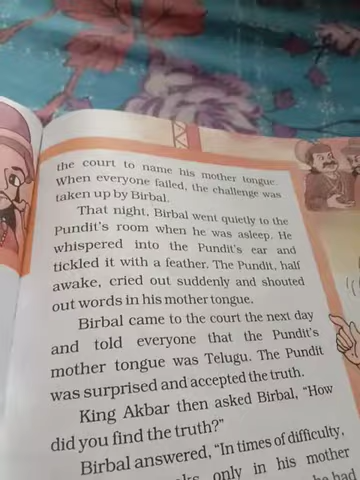 the court to name his mother tongue.
When everyone failed, the challenge was
taken up by Birbal.
That night, Birbal went quietly to the
Pundit's room when he was asleep. He
whispered into the Pundit's ear and
tickled it with a feather. The Pundit, half
awake, cried out suddenly and shouted
out words in his mother tongue.
Birbal came to the court the next day
and told everyone that the Pundit's
mother tongue was Telugu. The Pundit
was surprised and accepted the truth.
King Akbar then asked Birbal, "How
did you find the truth?"
Birbal answered, "In times of difficulty,
only in his mother
he had